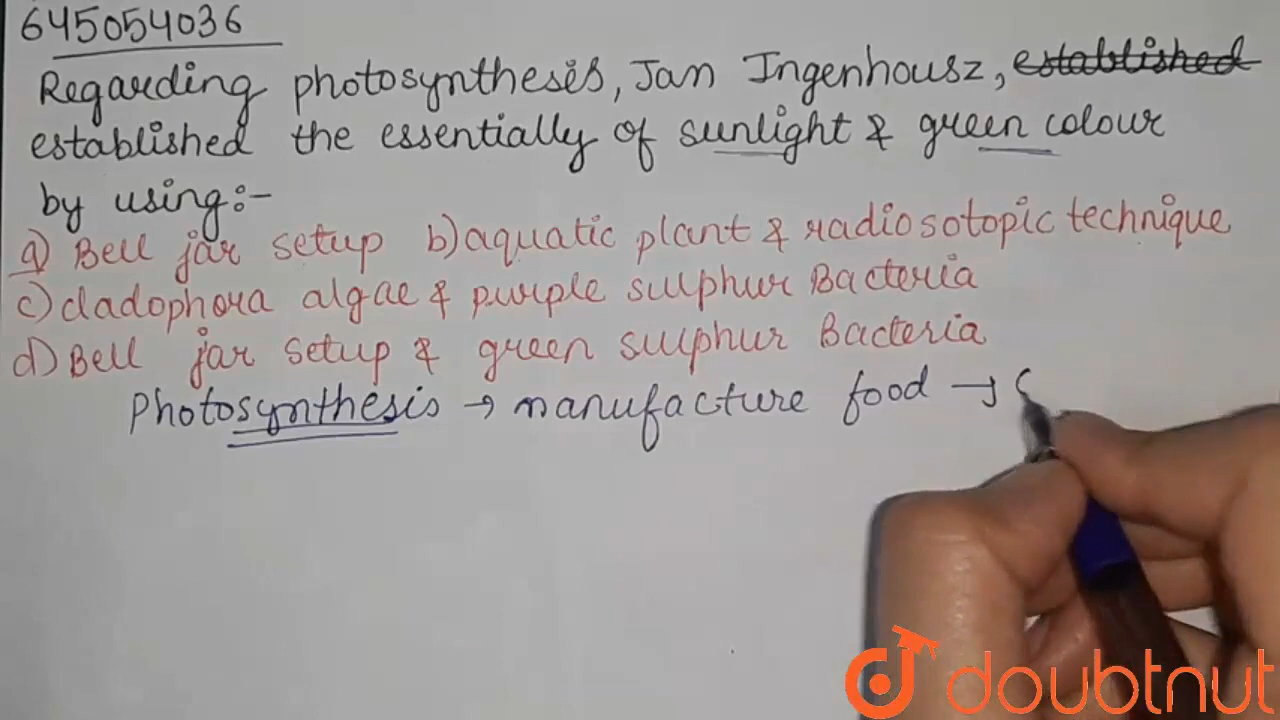 645054036
Regarding photosynthesis, Jan Ingenhousz, established
established the essentially of sunlight & green colour
by using:-
a) Bell jar setup b) aquatic plant & radiosotopic technique
c) cladophora algae & purple sulphur Bacteria
d) Bell jar setup & green sulphur Bacteria
Photosynthesis → manufacture food →
doubtnut